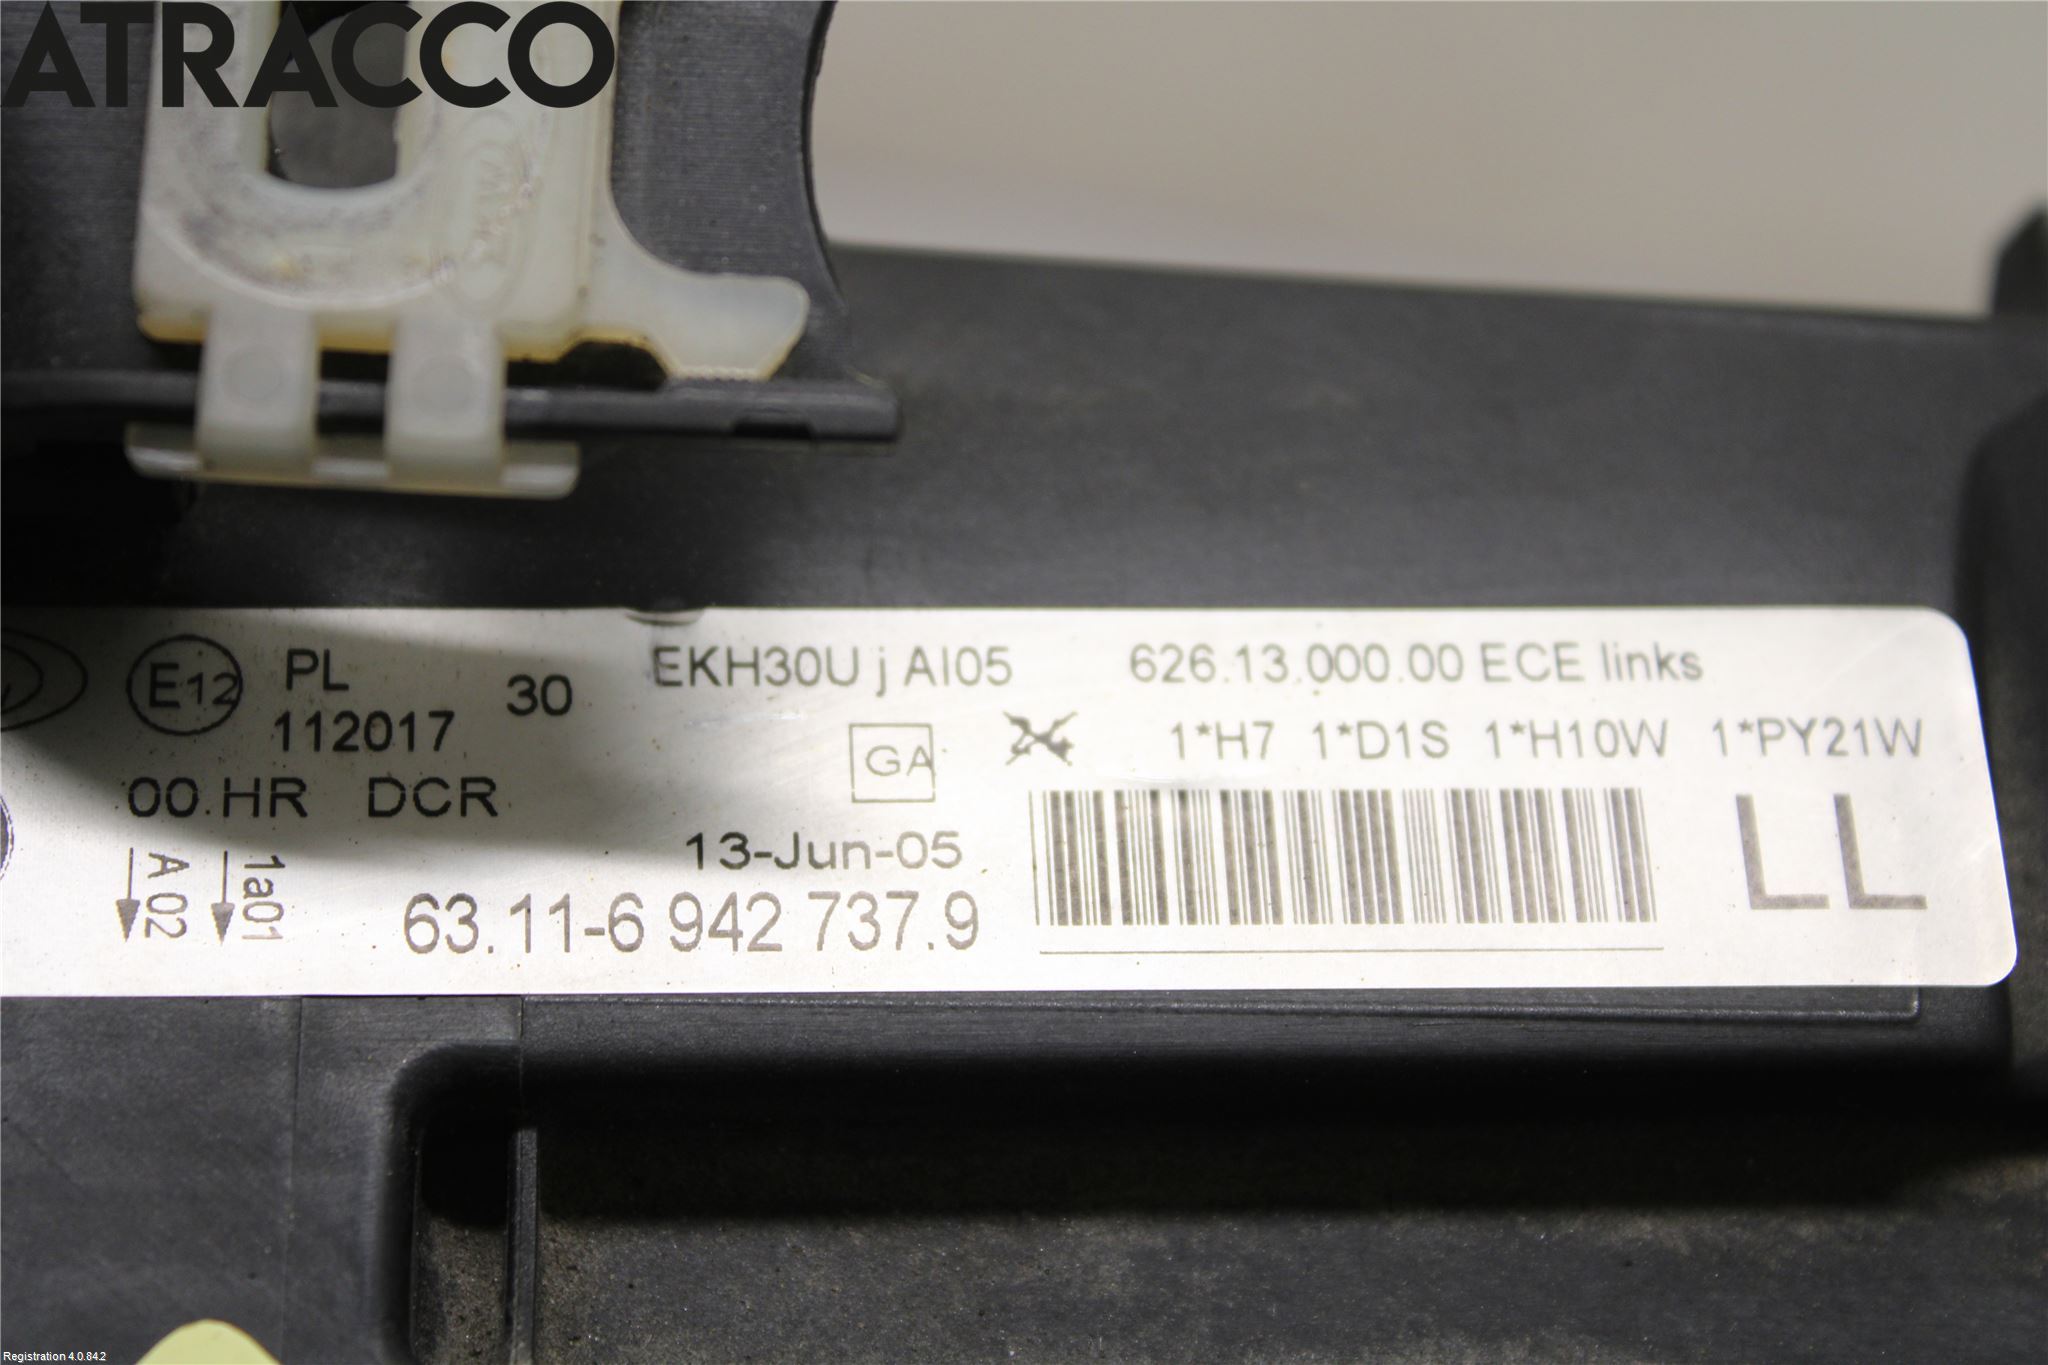 ATRACCO
E12 PL 30 EKH30U j AI05 626.13.000.00 ECE links
112017
GA 1*H7 1*D1S 1*H10W 1*PY21W
00.HR DCR
LL
13-Jun-05
1a01
A 02
63.11-6 942 737.9
Registration 4.0.84.2